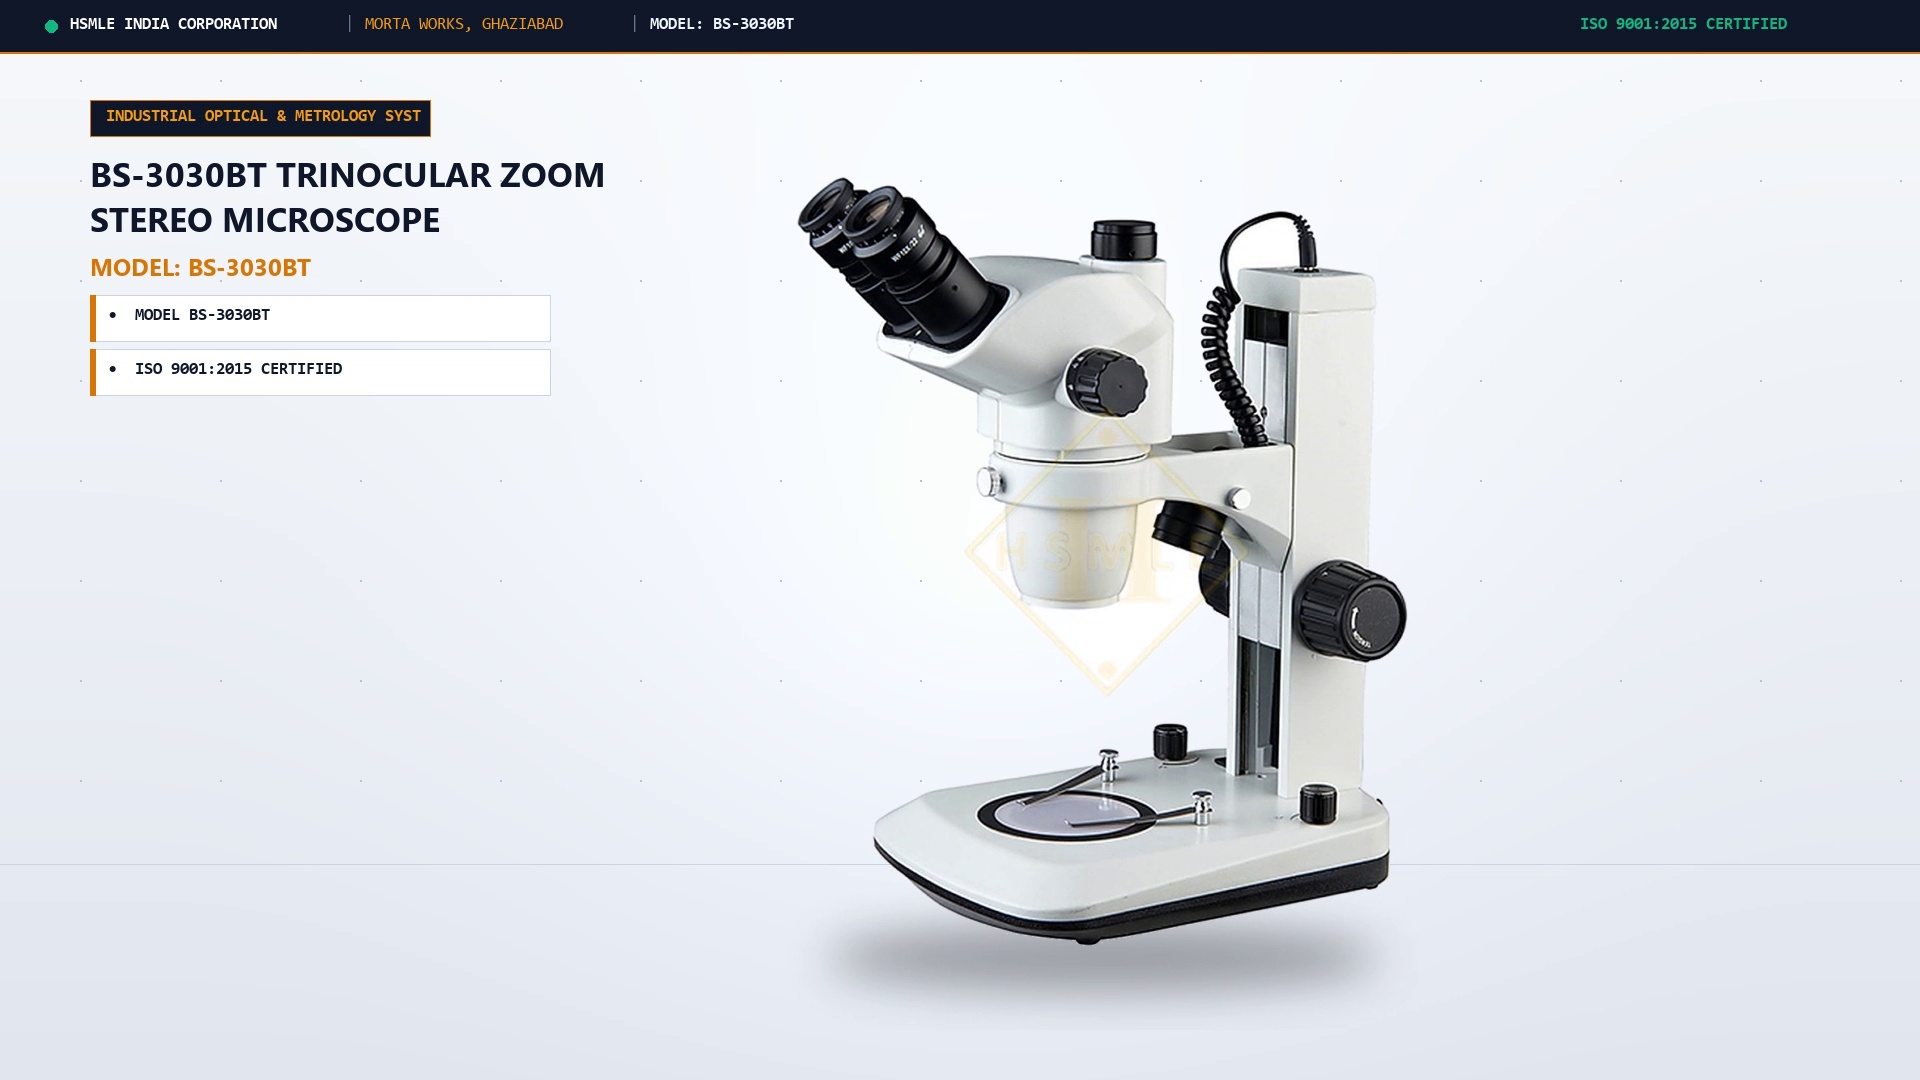 HSMLE INDIA CORPORATION
MORTA WORKS, GHAZIABAD
MODEL: BS-3030BT
ISO 9001:2015 CERTIFIED
INDUSTRIAL OPTICAL & METROLOGY SYST
BS-3030BT TRINOCULAR ZOOM
STEREO MICROSCOPE
MODEL: BS-3030BT
• MODEL BS-3030BT
• ISO 9001:2015 CERTIFIED
HSMLE